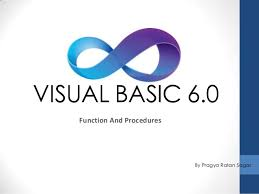 VISUAL BASIC 6.0
Function And Procedures
By Pragya Ratan Sagar